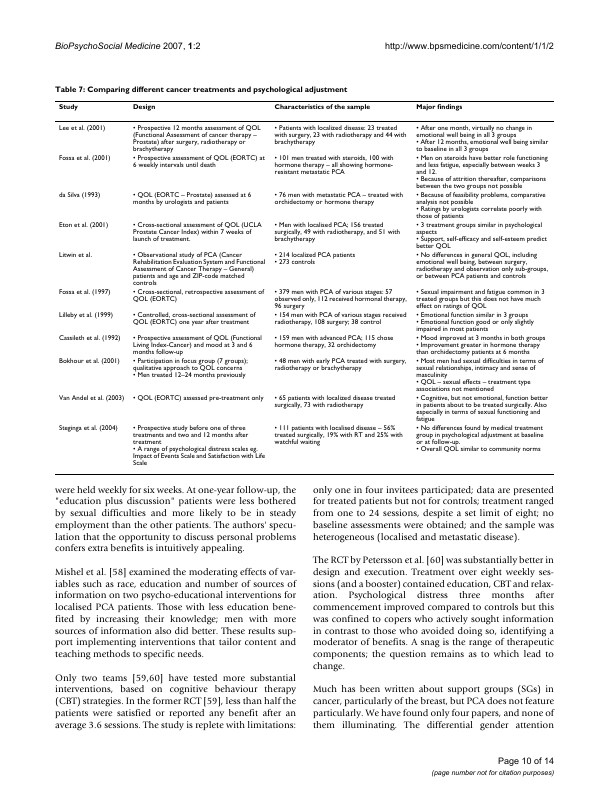 BioPsychoSocial Medicine 2007, 1:2
http://www.bpsmedicine.com/content/1/1/2
Table 7: Comparing different cancer treatments and psychological adjustment
Study
Design
Characteristics of the sample
Major findings
Lee et al. (2001)
• Prospective 12 months assessment of QOL
(Functional Assessment of cancer therapy –
Prostate) after surgery, radiotherapy or
brachytherapy
• Patients with localized disease: 23 treated
with surgery, 23 with radiotherapy and 44 with
brachytherapy
• After one month, virtually no change in
emotional well being in all 3 groups
• After 12 months, emotional well being similar
to baseline in all 3 groups
Fossa et al. (2001)
• Prospective assessment of QOL (EORTC) at
6 weekly intervals until death
• 101 men treated with steroids, 100 with
hormone therapy – all showing hormone-
resistant metastatic PCA
• Men on steroids have better role functioning
and less fatigue, especially between weeks 3
and 12.
• Because of attrition thereafter, comparisons
between the two groups not possible
da Silva (1993)
• QOL (EORTC – Prostate) assessed at 6
months by urologists and patients
• 76 men with metastatic PCA – treated with
orchidectomy or hormone therapy
• Because of feasibility problems, comparative
analysis not possible
• Ratings by urologists correlate poorly with
those of patients
Eton et al. (2001)
• Cross-sectional assessment of QOL (UCLA
Prostate Cancer Index) within 7 weeks of
launch of treatment.
• Men with localised PCA; 156 treated
surgically, 49 with radiotherapy, and 51 with
brachytherapy
• 3 treatment groups similar in psychological
aspects
• Support, self-efficacy and self-esteem predict
better QOL
Litwin et al.
• Observational study of PCA (Cancer
Rehabilitation Evaluation System and Functional
Assessment of Cancer Therapy – General)
patients and age and ZIP-code matched
controls
• 214 localized PCA patients
• 273 controls
• No differences in general QOL, including
emotional well being, between surgery,
radiotherapy and observation only sub-groups,
or between PCA patients and controls
Fossa et al. (1997)
• Cross-sectional, retrospective assessment of
QOL (EORTC)
• 379 men with PCA of various stages: 57
observed only, 112 received hormonal therapy,
96 surgery
• Sexual impairment and fatigue common in 3
treated groups but this does not have much
effect on ratings of QOL
Lilleby et al. (1999)
• Controlled, cross-sectional assessment of
QOL (EORTC) one year after treatment
• 154 men with PCA of various stages received
radiotherapy, 108 surgery; 38 control
• Emotional function similar in 3 groups
• Emotional function good or only slightly
impaired in most patients
Cassileth et al. (1992)
• Prospective assessment of QOL (Functional
Living Index-Cancer) and mood at 3 and 6
months follow-up
• 159 men with advanced PCA; 115 chose
hormone therapy, 32 orchidectomy
• Mood improved at 3 months in both groups
• Improvement greater in hormone therapy
than orchidectomy patients at 6 months
Bokhour et al. (2001)
• Participation in focus group (7 groups);
qualitative approach to QOL concerns
• Men treated 12–24 months previously
• 48 men with early PCA treated with surgery,
radiotherapy or brachytherapy
• Most men had sexual difficulties in terms of
sexual relationships, intimacy and sense of
masculinity
• QOL – sexual effects – treatment type
associations not mentioned
Van Andel et al. (2003)
• QOL (EORTC) assessed pre-treatment only
• 65 patients with localized disease treated
surgically, 73 with radiotherapy
• Cognitive, but not emotional, function better
in patients about to be treated surgically. Also
especially in terms of sexual functioning and
fatigue
Steginga et al. (2004)
• Prospective study before one of three
treatments and two and 12 months after
treatment
• A range of psychological distress scales eg.
Impact of Events Scale and Satisfaction with Life
Scale
• 111 patients with localised disease – 56%
treated surgically, 19% with RT and 25% with
watchful waiting
• No differences found by medical treatment
group in psychological adjustment at baseline
or at follow-up.
• Overall QOL similar to community norms
were held weekly for six weeks. At one-year follow-up, the
"education plus discussion" patients were less bothered
by sexual difficulties and more likely to be in steady
employment than the other patients. The authors' specu-
lation that the opportunity to discuss personal problems
confers extra benefits is intuitively appealing.
Mishel et al. [58] examined the moderating effects of var-
iables such as race, education and number of sources of
information on two psycho-educational interventions for
localised PCA patients. Those with less education bene-
fited by increasing their knowledge; men with more
sources of information also did better. These results sup-
port implementing interventions that tailor content and
teaching methods to specific needs.
Only two teams [59,60] have tested more substantial
interventions, based on cognitive behaviour therapy
(CBT) strategies. In the former RCT [59], less than half the
patients were satisfied or reported any benefit after an
average 3.6 sessions. The study is replete with limitations:
only one in four invitees participated; data are presented
for treated patients but not for controls; treatment ranged
from one to 24 sessions, despite a set limit of eight; no
baseline assessments were obtained; and the sample was
heterogeneous (localised and metastatic disease).
The RCT by Petersson et al. [60] was substantially better in
design and execution. Treatment over eight weekly ses-
sions (and a booster) contained education, CBT and relax-
ation. Psychological distress three months after
commencement improved compared to controls but this
was confined to copers who actively sought information
in contrast to those who avoided doing so, identifying a
moderator of benefits. A snag is the range of therapeutic
components; the question remains as to which lead to
change.
Much has been written about support groups (SGs) in
cancer, particularly of the breast, but PCA does not feature
particularly. We have found only four papers, and none of
them illuminating. The differential gender attention
Page 10 of 14
(page number not for citation purposes)